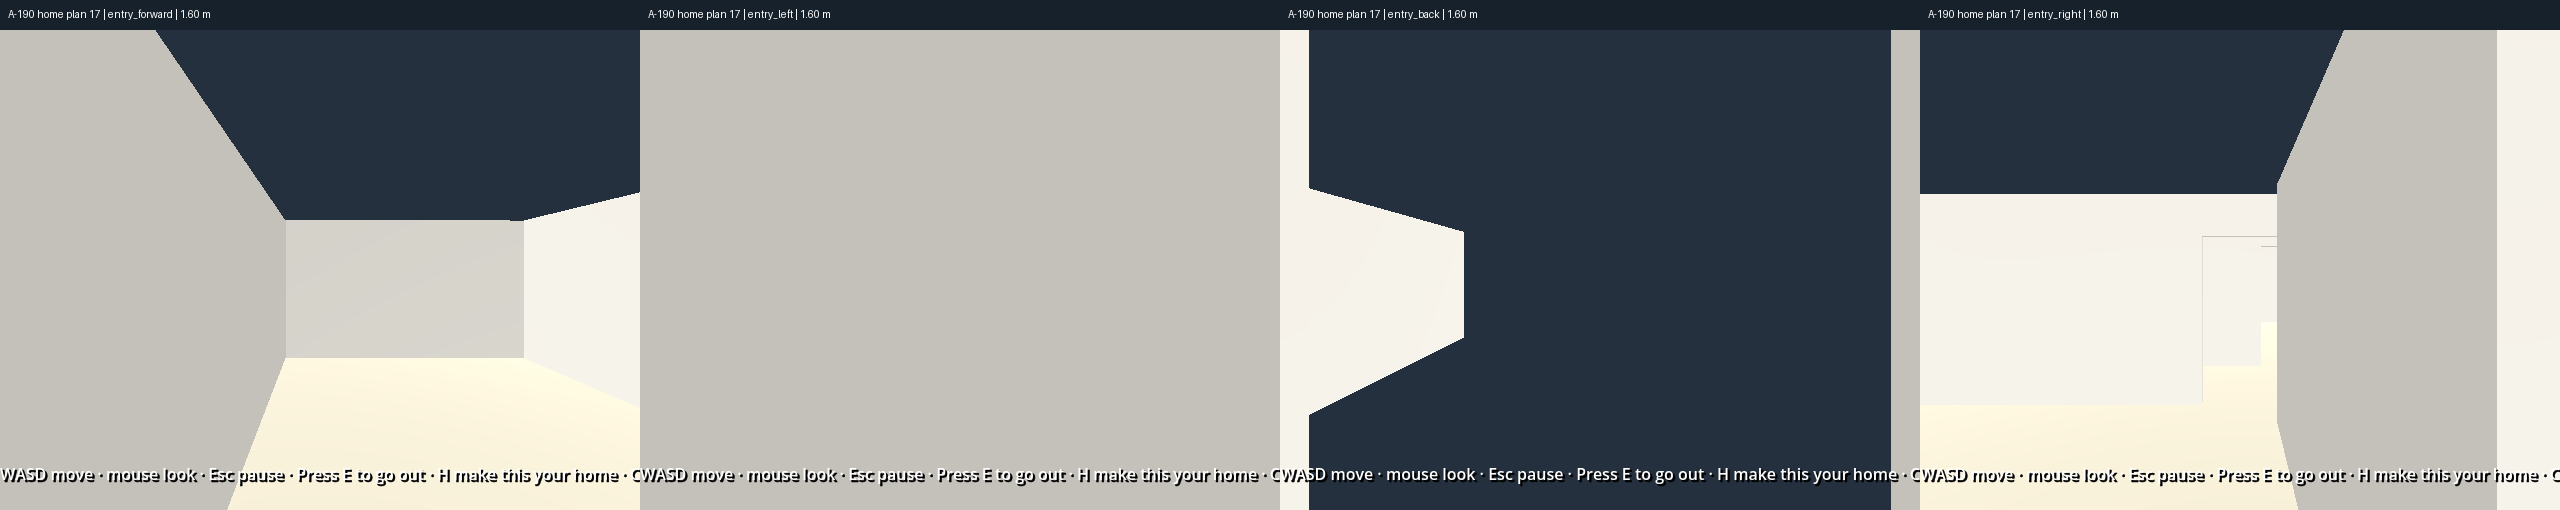 A-190 home plan 17 | entry_forward | 1.60 m
A-190 home plan 17 | entry_left | 1.60 m
A-190 home plan 17 | entry_back | 1.60 m
A-190 home plan 17 | entry_right | 1.60 m
WASD move · mouse look · Esc pause · Press E to go out · H make this your home · C
WASD move · mouse look · Esc pause · Press E to go out · H make this your home · C
WASD move · mouse look · Esc pause · Press E to go out · H make this your home · C
WASD move · mouse look · Esc pause · Press E to go out · H make this your home · C